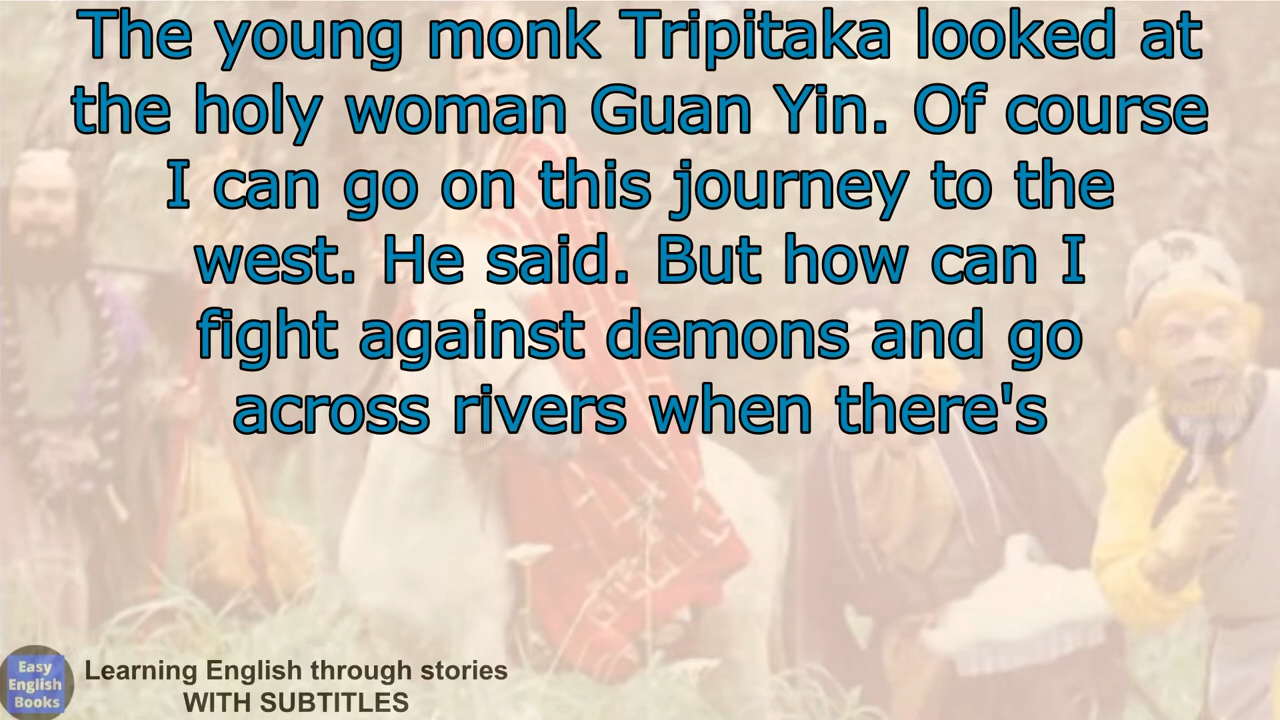 The young monk Tripitaka looked at
the holy woman Guan Yin. Of course
I can go on this journey to the
west. He said. But how can I
fight against demons and go
across rivers when there's
Easy
English
Books
Learning English through stories
WITH SUBTITLES